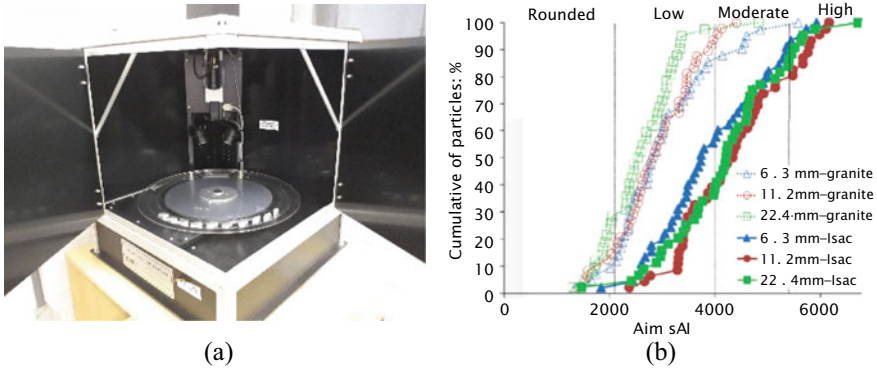 (a)
(b)
Rounded Low Moderate High
Cumulative of particles: %
100
90
80
70
60
50
40
30
20
10
0
0 2000 4000 6000
Aim sAI
6 . 3 mm–granite
11. 2mm–granite
22.4-mm–granite
6 . 3 mm–Isac
11. 2mm–Isac
22 . 4mm–Isac